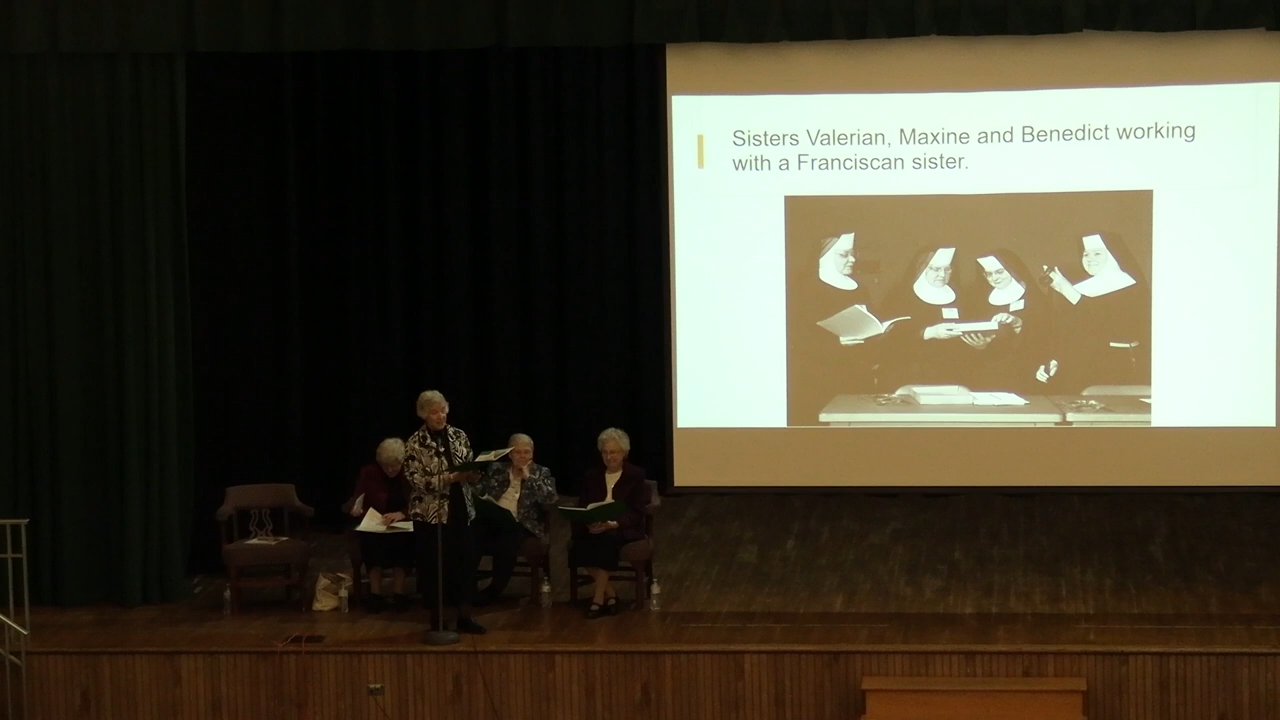 Sisters Valerian, Maxine and Benedict working
with a Franciscan sister.